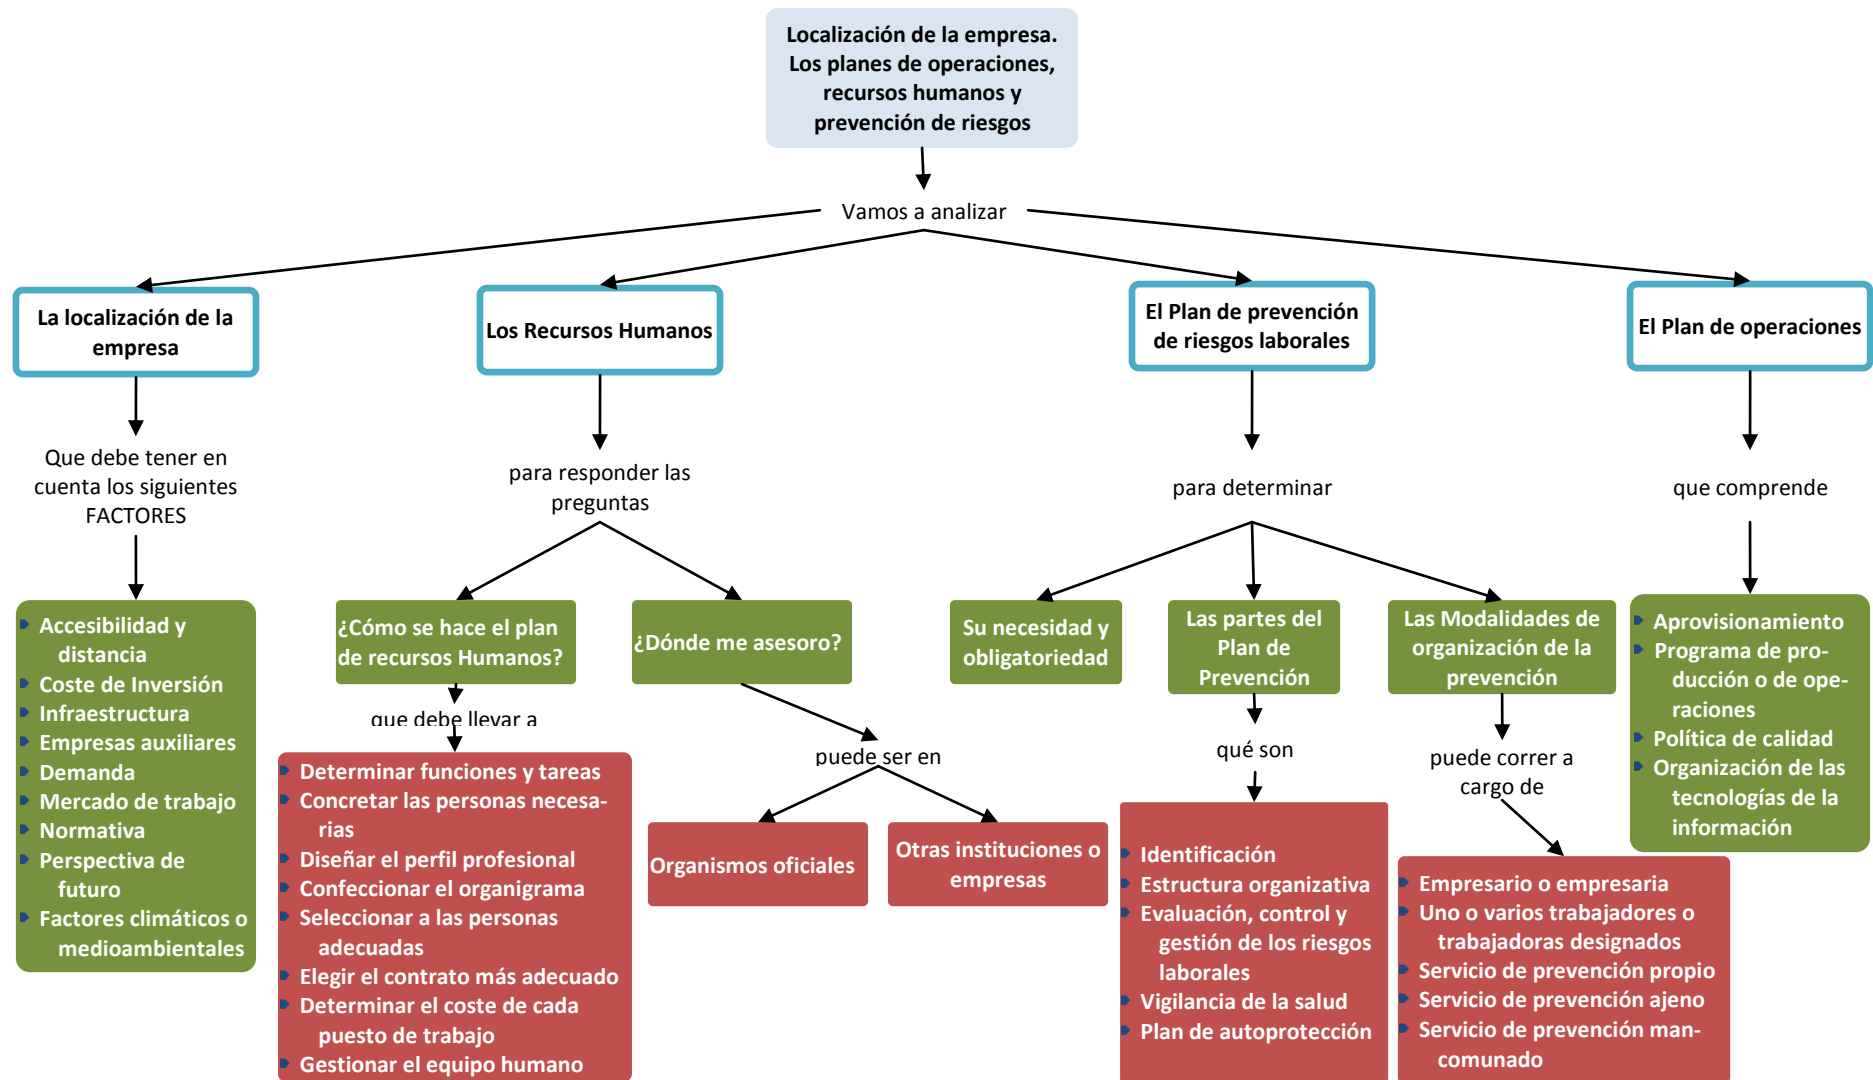 Localización de la empresa.
Los planes de operaciones,
recursos humanos y
prevención de riesgos
Vamos a analizar
La localización de la
empresa
Los Recursos Humanos
El Plan de prevención
de riesgos laborales
El Plan de operaciones
Que debe tener en
cuenta los siguientes
FACTORES
para responder las
preguntas
para determinar
que comprende
Accesibilidad y
distancia
Coste de Inversión
Infraestructura
Empresas auxiliares
Demanda
Mercado de trabajo
Normativa
Perspectiva de
futuro
Factores climáticos o
medioambientales
¿Cómo se hace el plan
de recursos Humanos?
¿Dónde me asesoro?
Su necesidad y
obligatoriedad
Las partes del
Plan de
Prevención
Las Modalidades de
organización de la
prevención
Aprovisionamiento
Programa de pro-
ducción o de ope-
raciones
Política de calidad
Organización de las
tecnologías de la
información
que debe llevar a
puede ser en
qué son
puede correr a
cargo de
Determinar funciones y tareas
Concretar las personas necesa-
rias
Diseñar el perfil profesional
Confeccionar el organigrama
Seleccionar a las personas
adecuadas
Elegir el contrato más adecuado
Determinar el coste de cada
puesto de trabajo
Gestionar el equipo humano
Organismos oficiales
Otras instituciones o
empresas
Identificación
Estructura organizativa
Evaluación, control y
gestión de los riesgos
laborales
Vigilancia de la salud
Plan de autoprotección
Empresario o empresaria
Uno o varios trabajadores o
trabajadoras designados
Servicio de prevención propio
Servicio de prevención ajeno
Servicio de prevención man-
comunado